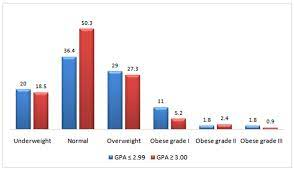 50.3
36.4
29
27.3
20
18.5
11
5.2
1.8
2.4
1.8
0.9
Underweight
Normal
Overweight
Obese grade I
Obese grade II
Obese grade III
GPA ≤ 2.99
GPA ≥ 3.00